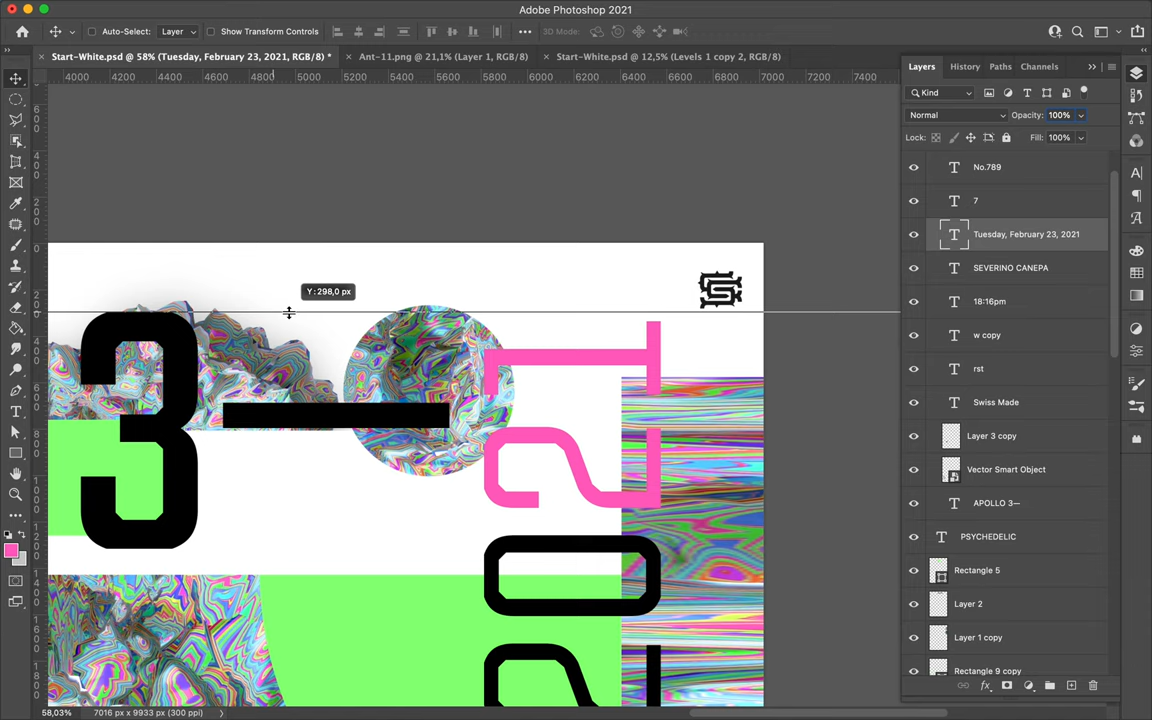 Adobe Photoshop 2021
Auto-Select:
Layer
Show Transform Controls
3D Mode:
Start-White.psd @ 58% (Tuesday, February 23, 2021, RGB/8) *
Ant-11.png @ 21,1% (Layer 1, RGB/8)
Start-White.psd @ 12,5% (Levels 1 copy 2, RGB/8)
4000 4200 4400 4600 4800 5000 5200 5400 5600 5800 6000 6200 6400 6600 6800 7000 7200 7400
Y: 298,0 px
3—
21
0
Layers
History
Paths
Channels
Kind
Normal
Opacity: 100%
Lock:
Fill: 100%
No.789
7
Tuesday, February 23, 2021
SEVERINO CANEPA
18:16pm
w copy
rst
Swiss Made
Layer 3 copy
Vector Smart Object
APOLLO 3—
PSYCHEDELIC
Rectangle 5
Layer 2
Layer 1 copy
Rectangle 9 copy
58,03%
7016 px x 9933 px (300 ppi)